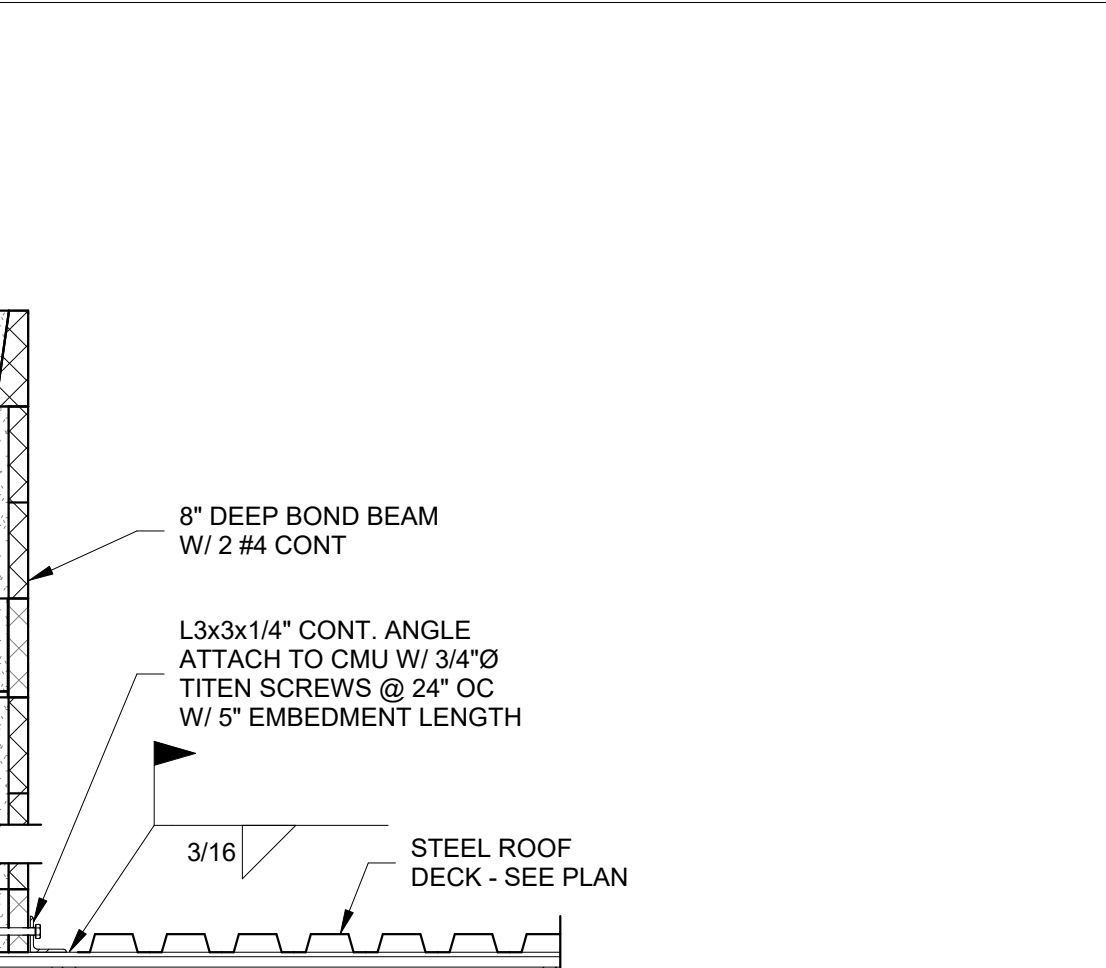 8" DEEP BOND BEAM
W/ 2 #4 CONT
L3x3x1/4" CONT. ANGLE
ATTACH TO CMU W/ 3/4"Ø
TITEN SCREWS @ 24" OC
W/ 5" EMBEDMENT LENGTH
3/16
STEEL ROOF
DECK - SEE PLAN